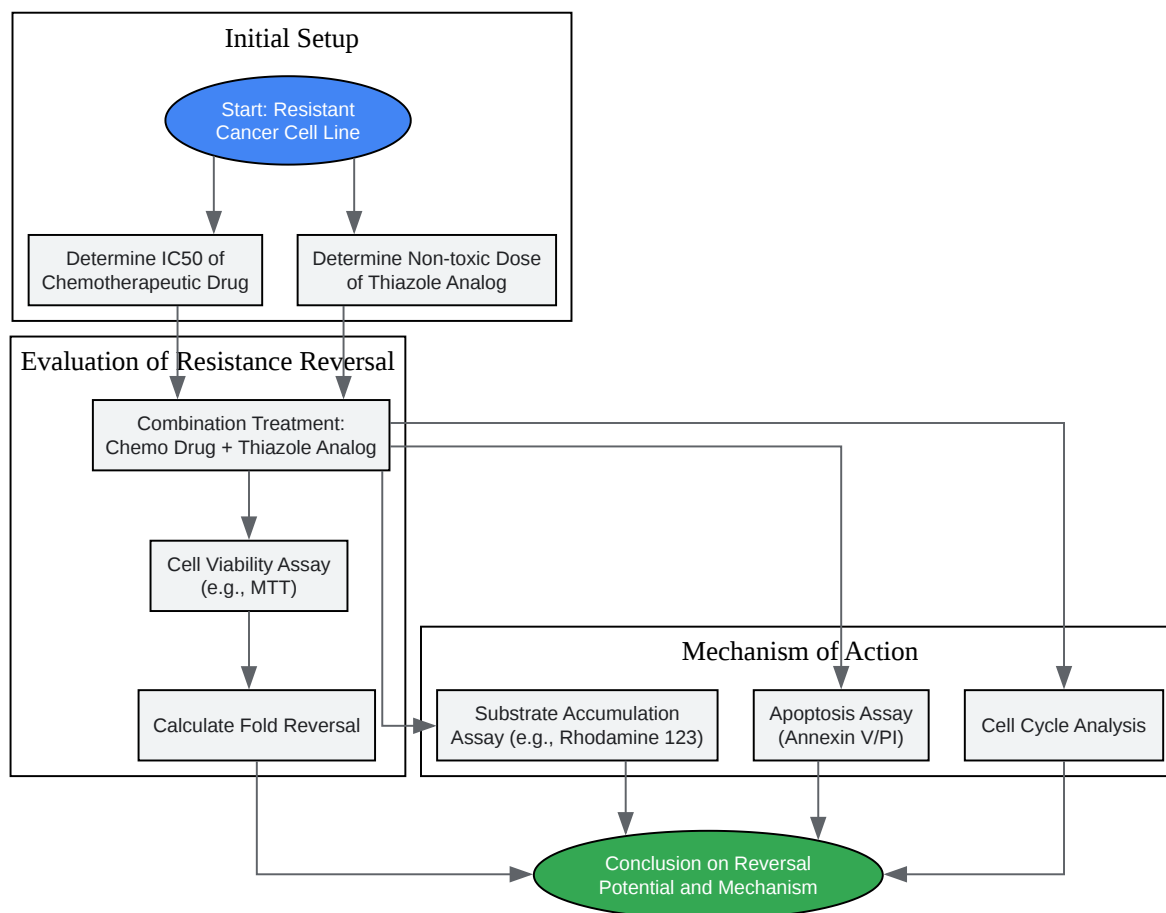 Initial Setup
Start: Resistant
Cancer Cell Line
Determine IC50 of
Chemotherapeutic Drug
Determine Non-toxic Dose
of Thiazole Analog
Evaluation of Resistance Reversal
Combination Treatment:
Chemo Drug + Thiazole Analog
Cell Viability Assay
(e.g., MTT)
Calculate Fold Reversal
Mechanism of Action
Substrate Accumulation
Assay (e.g., Rhodamine 123)
Apoptosis Assay
(Annexin V/PI)
Cell Cycle Analysis
Conclusion on Reversal
Potential and Mechanism